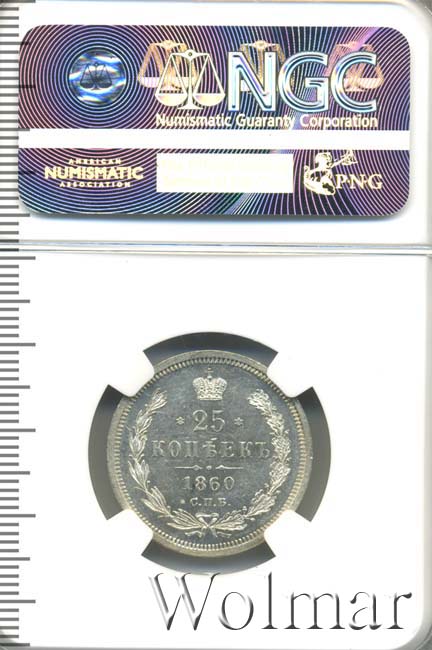 NGC
Numismatic Guaranty Corporation
AMERICAN
NUMISMATIC
ASSOCIATION
PNG
* 25 *
КОПѢЕКЪ
1860
С.П.Б.
Wolmar